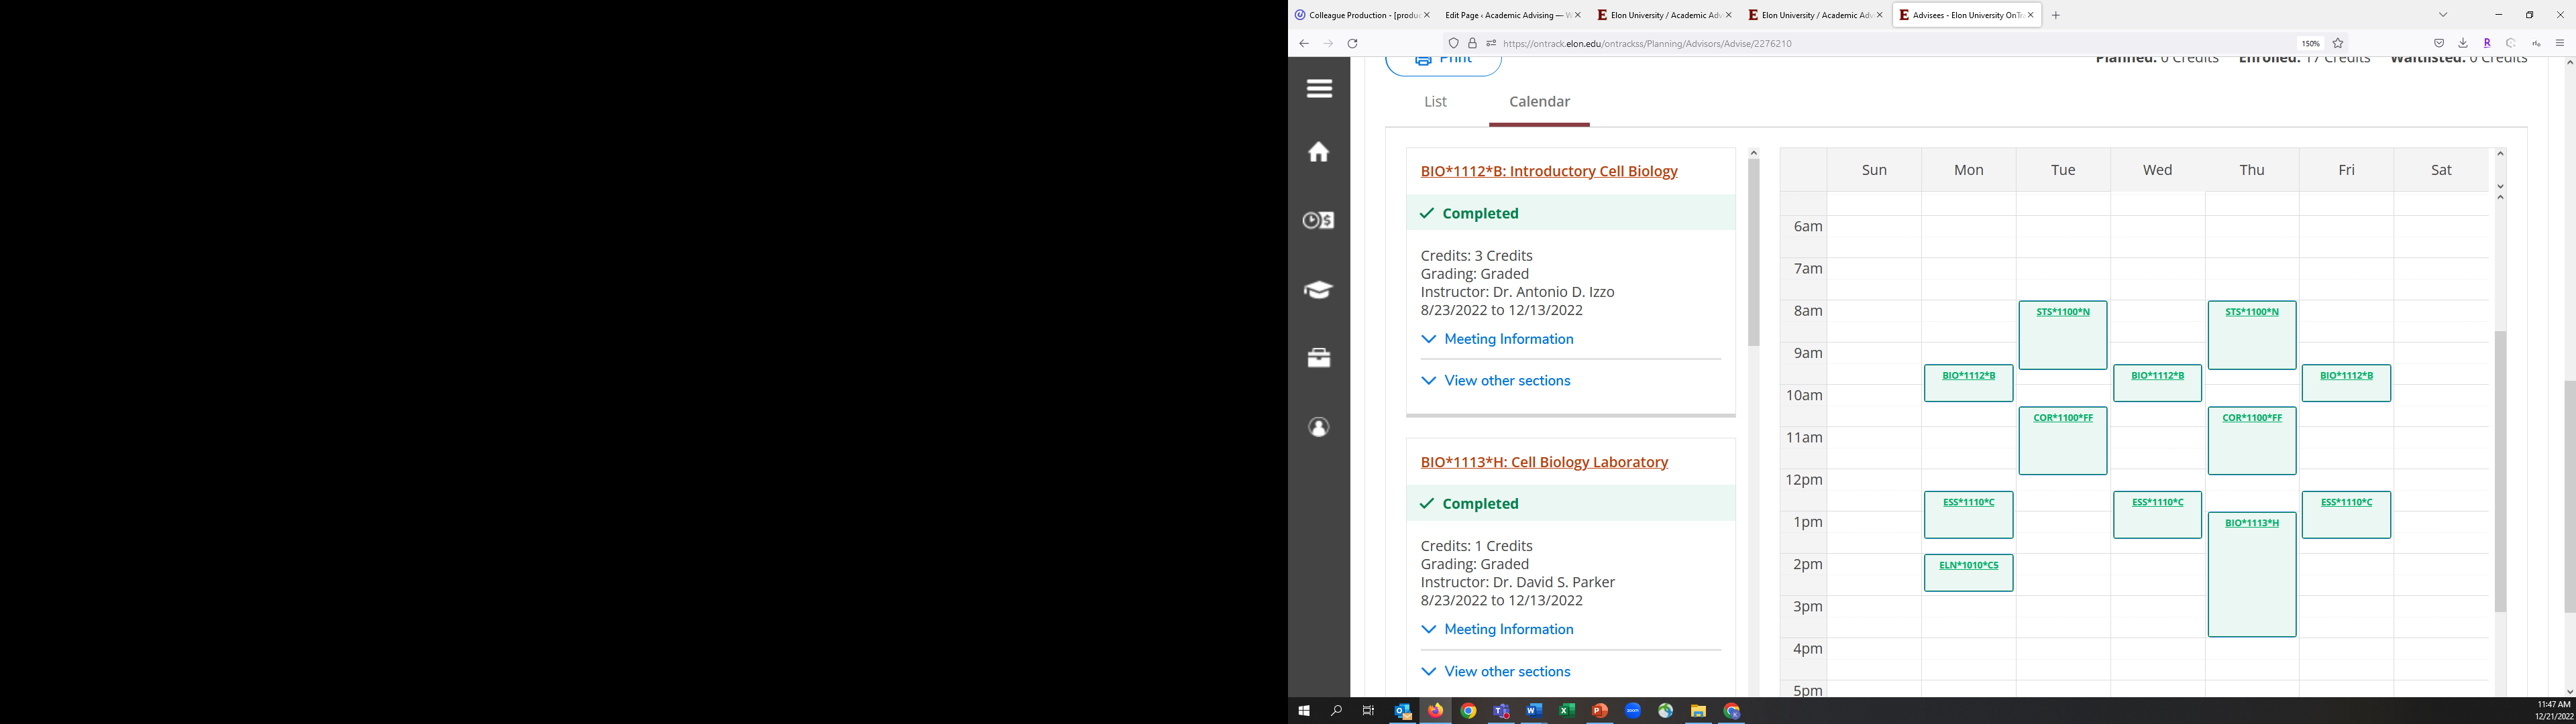 Colleague Production - [produc
Edit Page ‹ Academic Advising — W
Elon University / Academic Adv
Elon University / Academic Adv
Advisees - Elon University OnTr
https://ontrack.elon.edu/ontrackss/Planning/Advisors/Advise/2276210
150%
Print
Planned: 0 Credits Enrolled: 17 Credits Waitlisted: 0 Credits
List
Calendar
BIO*1112*B: Introductory Cell Biology
Completed
Credits: 3 Credits
Grading: Graded
Instructor: Dr. Antonio D. Izzo
8/23/2022 to 12/13/2022
Meeting Information
View other sections
BIO*1113*H: Cell Biology Laboratory
Completed
Credits: 1 Credits
Grading: Graded
Instructor: Dr. David S. Parker
8/23/2022 to 12/13/2022
Meeting Information
View other sections
Sun Mon Tue Wed Thu Fri Sat
6am
7am
8am
STS*1100*N STS*1100*N
9am
BIO*1112*B BIO*1112*B BIO*1112*B
10am
COR*1100*FF COR*1100*FF
11am
12pm
ESS*1110*C ESS*1110*C ESS*1110*C
1pm
BIO*1113*H
2pm
ELN*1010*C5
3pm
4pm
5pm
11:47 AM
12/21/202